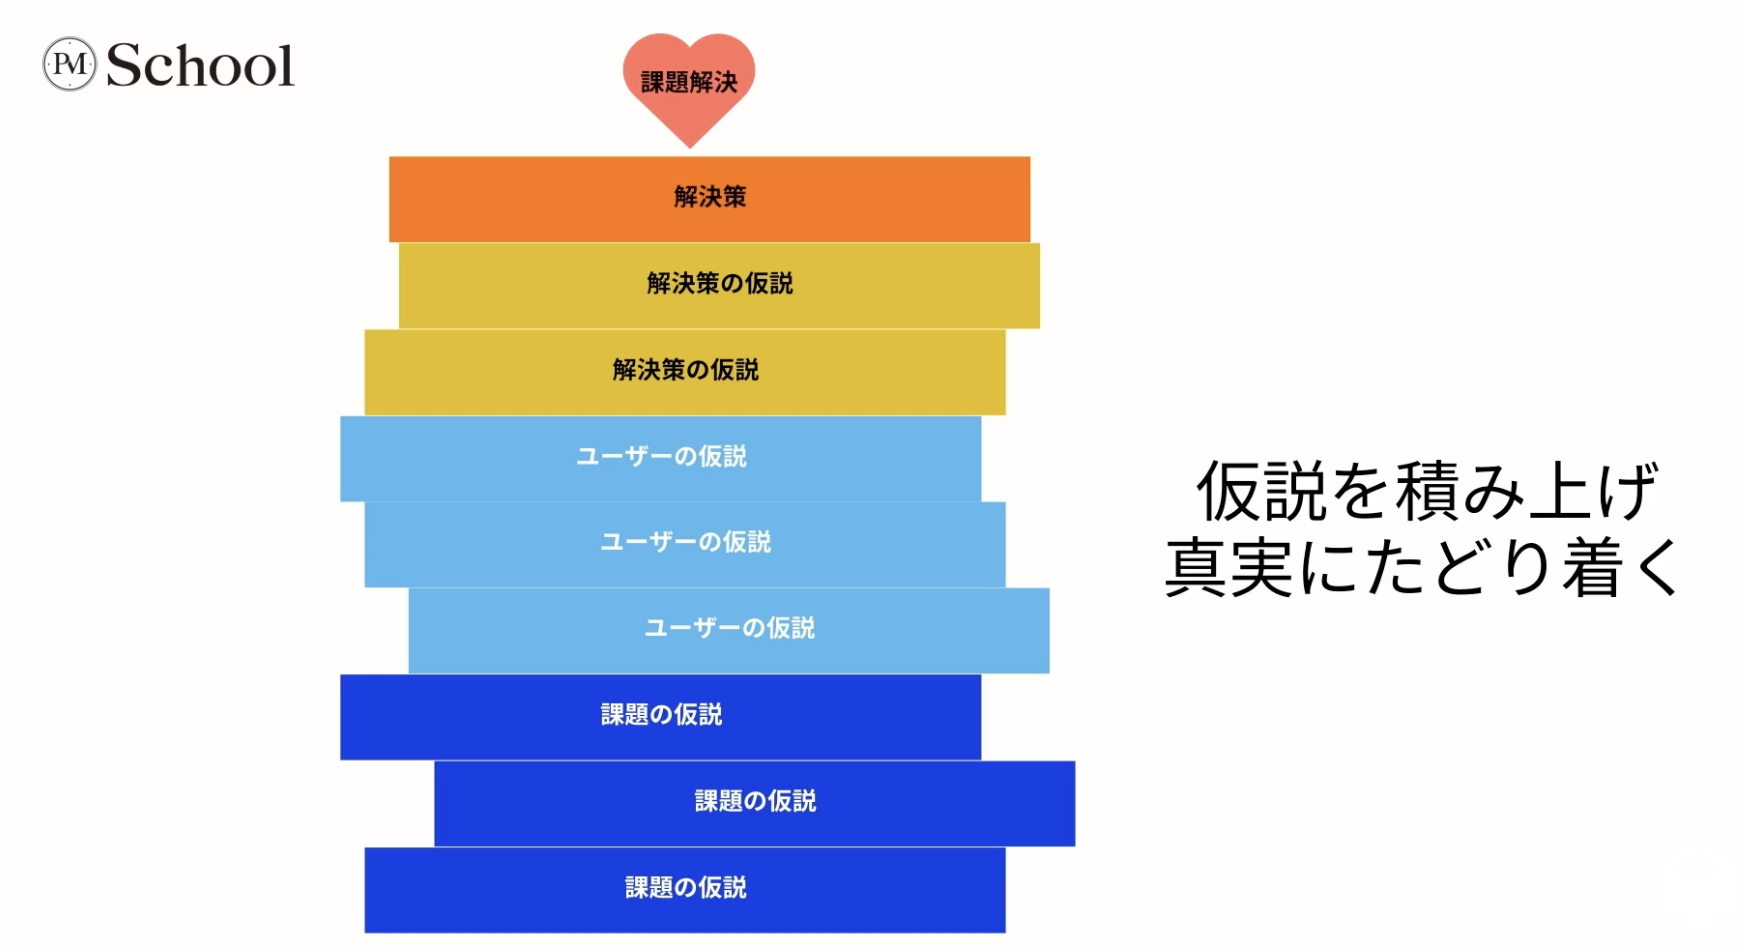 PM School
課題解決
解決策
解決策の仮説
解決策の仮説
ユーザーの仮説
ユーザーの仮説
ユーザーの仮説
課題の仮説
課題の仮説
課題の仮説
仮説を積み上げ
真実にたどり着く